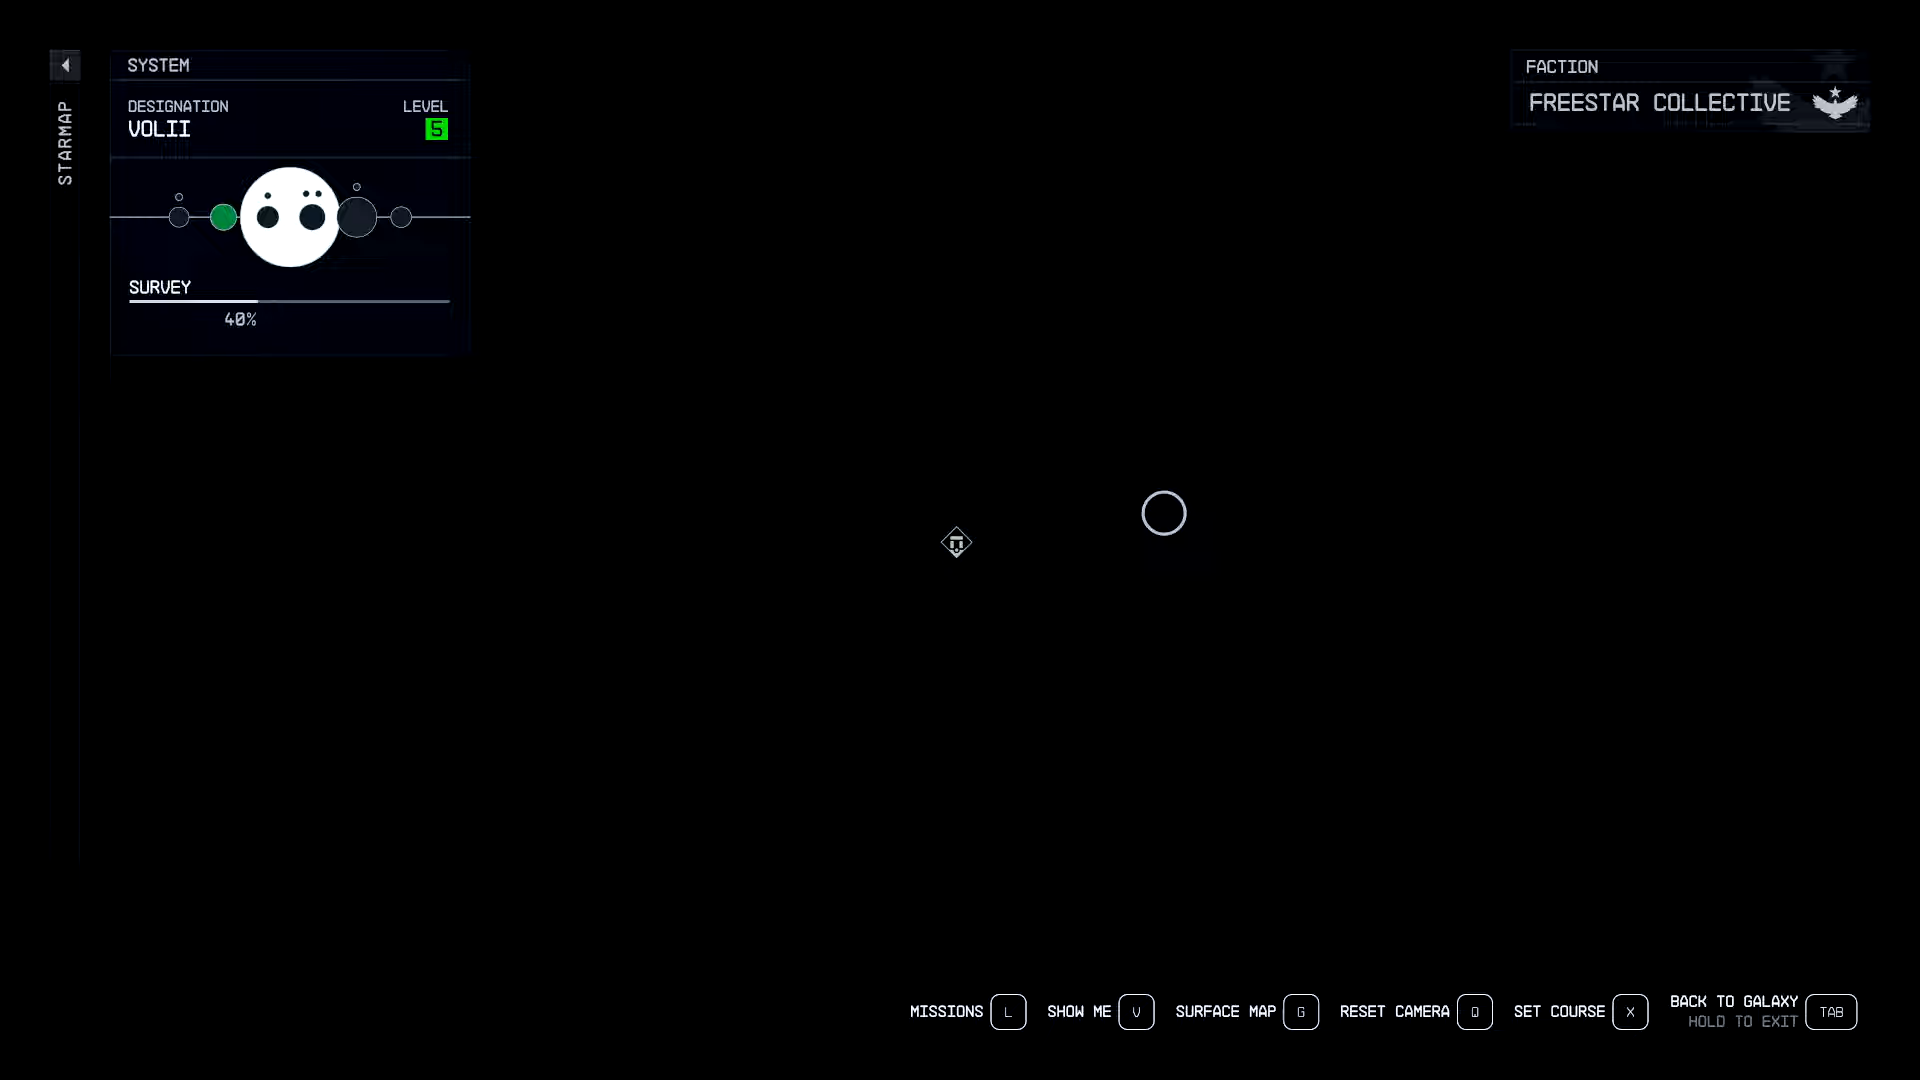 STARMAP
SYSTEM
DESIGNATION LEVEL
VOLII 5
SURVEY
40%
FACTION
FREESTAR COLLECTIVE
MISSIONS L SHOW ME V SURFACE MAP G RESET CAMERA Q SET COURSE X BACK TO GALAXY
HOLD TO EXIT TAB